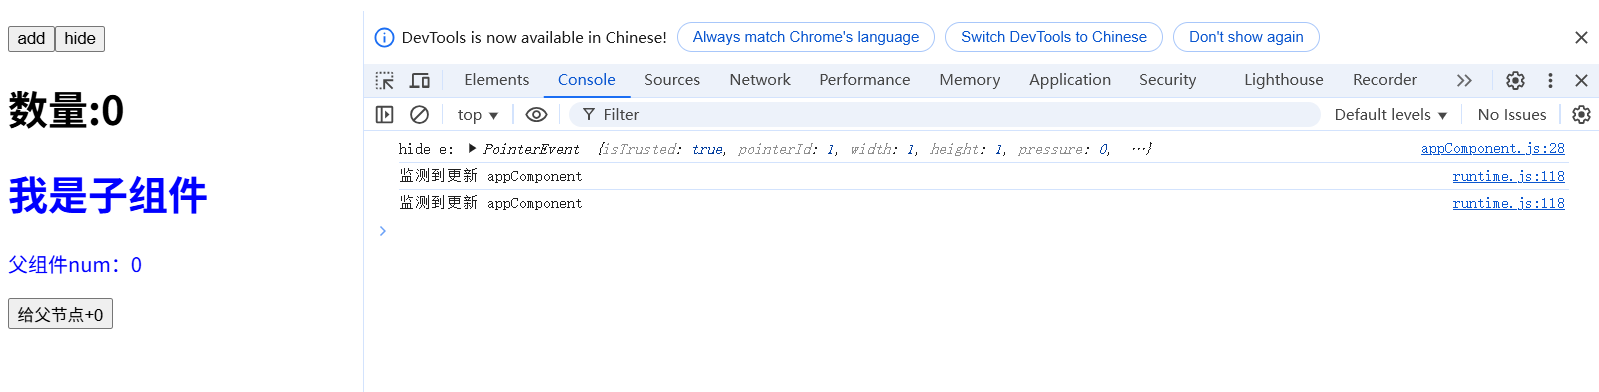 add hide
数量:0
我是子组件
父组件num：0
给父节点+0
DevTools is now available in Chinese! Always match Chrome's language Switch DevTools to Chinese Don't show again
Elements Console Sources Network Performance Memory Application Security Lighthouse Recorder
top Filter Default levels No Issues
hide e: PointerEvent {isTrusted: true, pointerId: 1, width: 1, height: 1, pressure: 0, …} appComponent.js:28
监测到更新 appComponent runtime.js:118
监测到更新 appComponent runtime.js:118